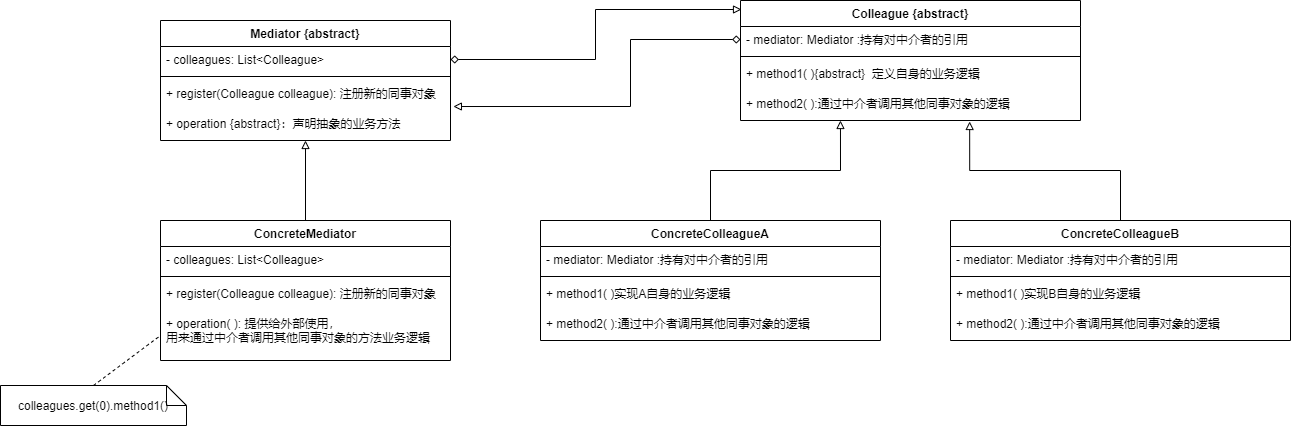 Mediator {abstract}
- colleagues: List<Colleague>
+ register(Colleague colleague): 注册新的同事对象
+ operation {abstract}：声明抽象的业务方法
Colleague {abstract}
- mediator: Mediator :持有对中介者的引用
+ method1( ){abstract}  定义自身的业务逻辑
+ method2( ):通过中介者调用其他同事对象的逻辑
ConcreteMediator
- colleagues: List<Colleague>
+ register(Colleague colleague): 注册新的同事对象
+ operation( ): 提供给外部使用，
用来通过中介者调用其他同事对象的方法业务逻辑
ConcreteColleagueA
- mediator: Mediator :持有对中介者的引用
+ method1( )实现A自身的业务逻辑
+ method2( ):通过中介者调用其他同事对象的逻辑
ConcreteColleagueB
- mediator: Mediator :持有对中介者的引用
+ method1( )实现B自身的业务逻辑
+ method2( ):通过中介者调用其他同事对象的逻辑
colleagues.get(0).method1()